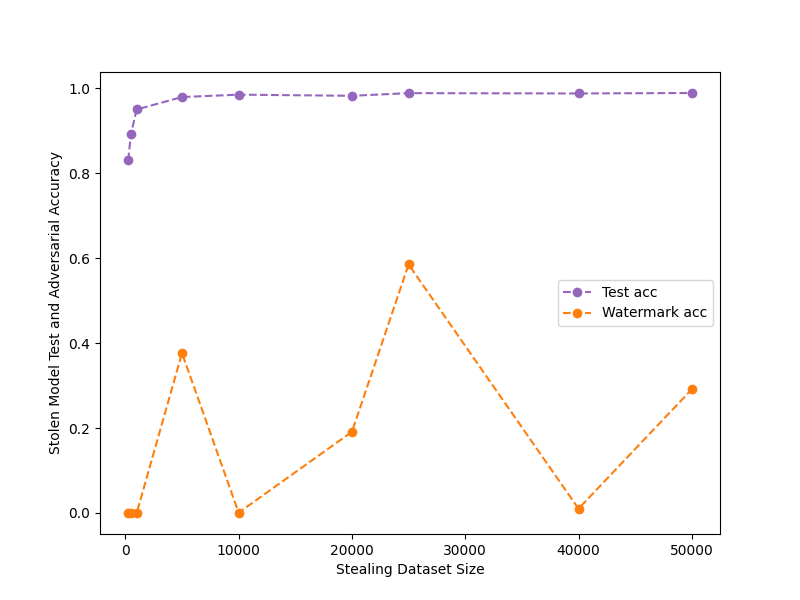 1.0
0.8
0.6
0.4
0.2
0.0
Stolen Model Test and Adversarial Accuracy
Test acc
Watermark acc
0 10000 20000 30000 40000 50000
Stealing Dataset Size